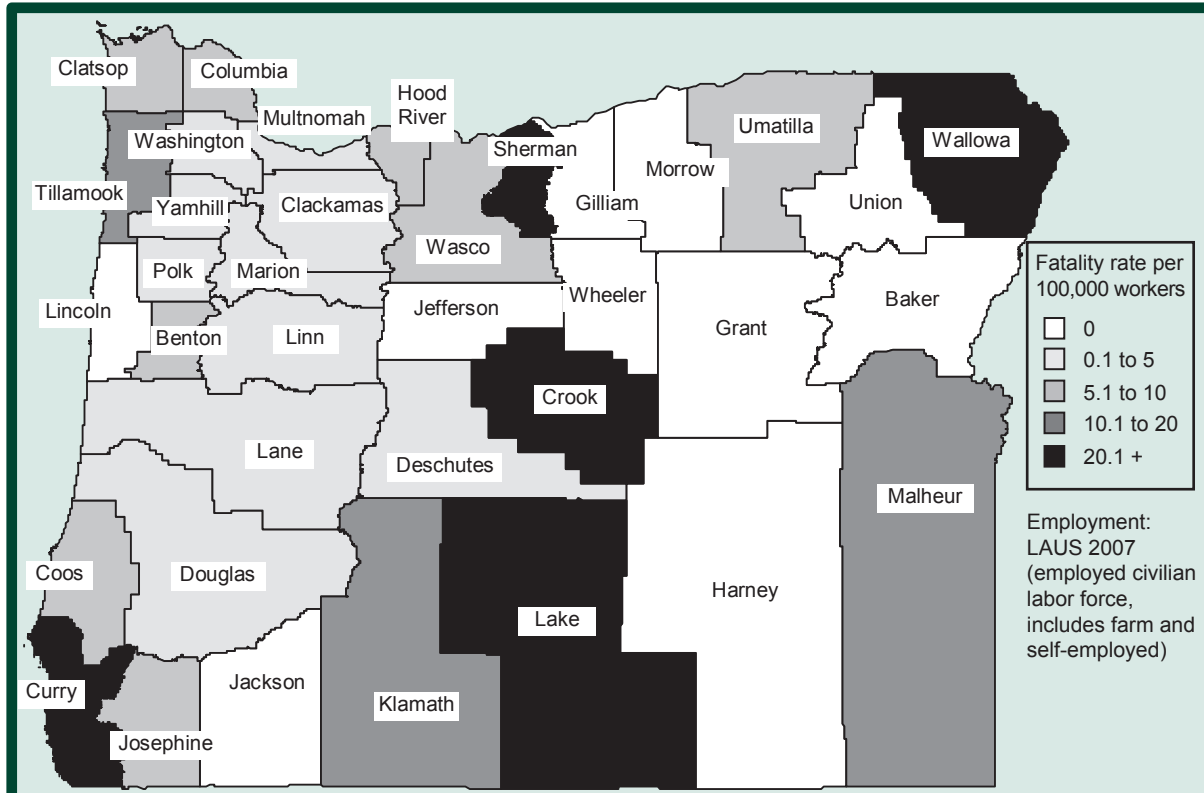 Clatsop
Columbia
Hood
River
Multnomah
Washington
Sherman
Umatilla
Wallowa
Morrow
Tillamook
Yamhill
Clackamas
Gilliam
Union
Wasco
Polk
Marion
Lincoln
Jefferson
Wheeler
Baker
Benton
Linn
Grant
Crook
Lane
Deschutes
Malheur
Coos
Douglas
Harney
Lake
Curry
Jackson
Klamath
Josephine
Fatality rate per
100,000 workers
0
0.1 to 5
5.1 to 10
10.1 to 20
20.1 +
Employment:
LAUS 2007
(employed civilian
labor force,
includes farm and
self-employed)